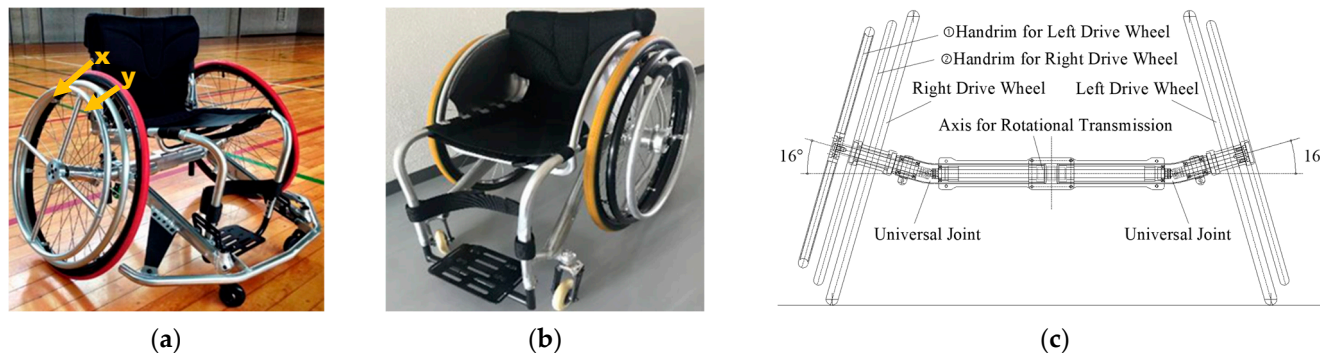 x
y
①Handrim for Left Drive Wheel
②Handrim for Right Drive Wheel
Right Drive Wheel Left Drive Wheel
Axis for Rotational Transmission
16° 16
Universal Joint Universal Joint
(a) (b) (c)